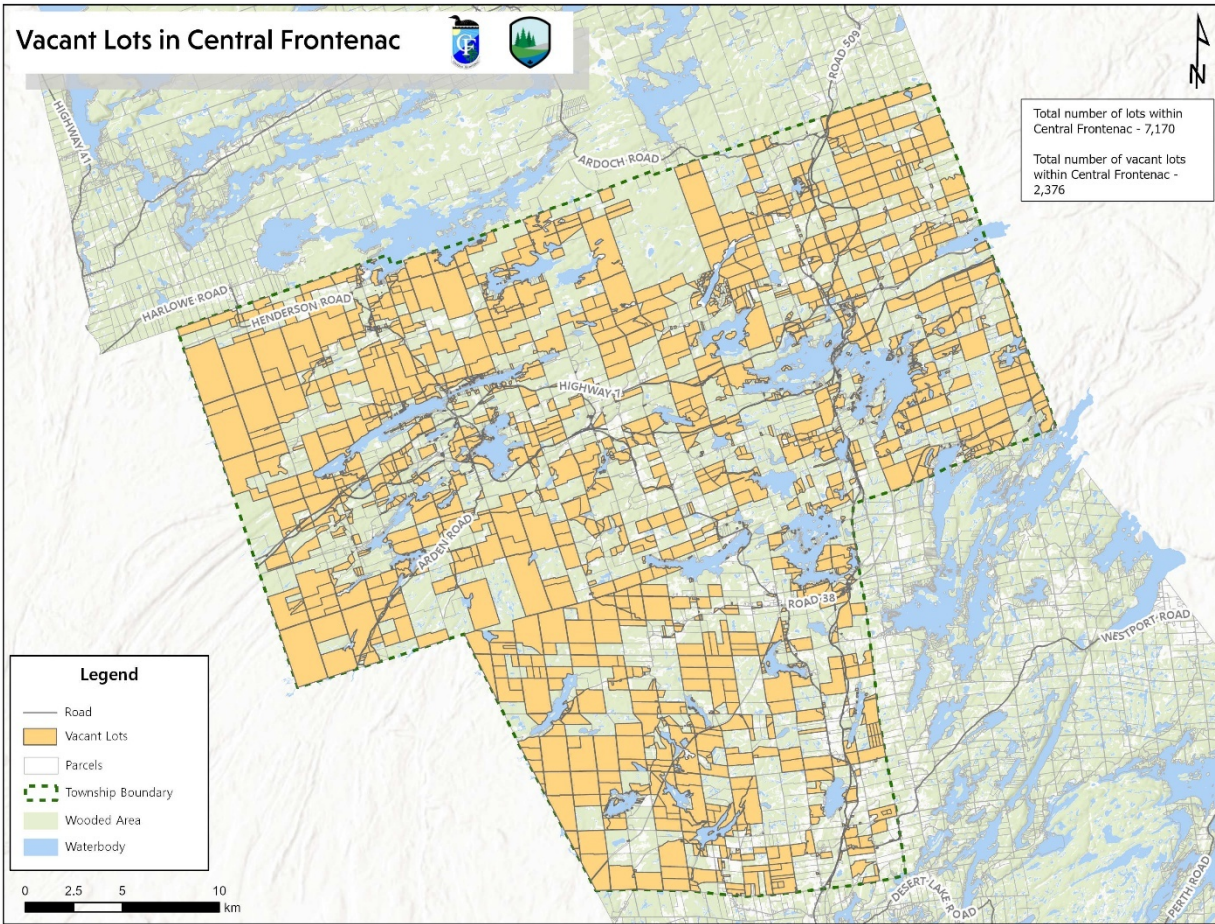 Vacant Lots in Central Frontenac
CF
N
Total number of lots within
Central Frontenac - 7,170
Total number of vacant lots
within Central Frontenac -
2,376
ROAD 509
HIGHWAY 41
ARDOCH ROAD
HARLOWE ROAD
HENDERSON ROAD
HIGHWAY 7
ARDEN ROAD
ROAD 38
WESTPORT ROAD
DESERT LAKE ROAD
PERTH ROAD
Legend
Road
Vacant Lots
Parcels
Township Boundary
Wooded Area
Waterbody
0 2.5 5 10
km